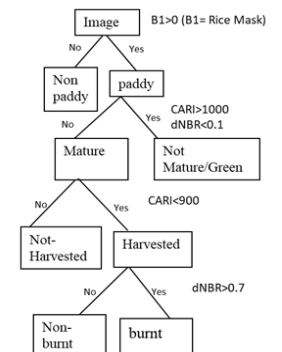 Image
B1>0 (B1= Rice Mask)
No
Yes
Non
paddy
paddy
CARI>1000
dNBR<0.1
No
Yes
Mature
Not
Mature/Green
CARI<900
No
Yes
Not-
Harvested
Harvested
dNBR>0.7
No
Yes
Non-
burnt
burnt